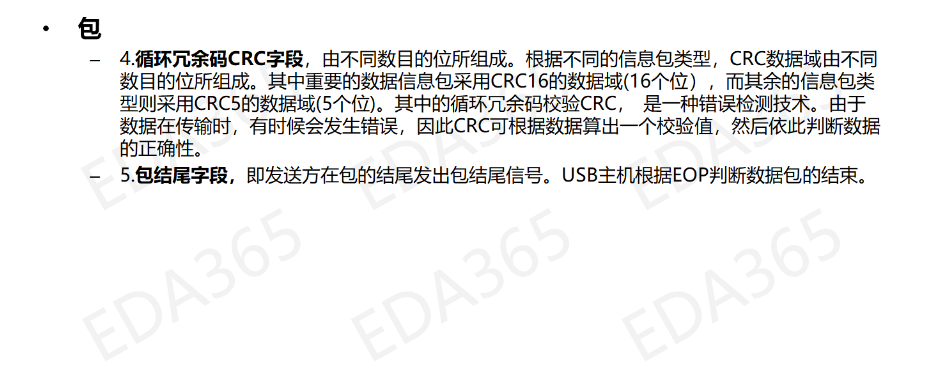 • 包
– 4.循环冗余码CRC字段，由不同数目的位所组成。根据不同的信息包类型，CRC数据域由不同
数目的位所组成。其中重要的数据信息包采用CRC16的数据域(16个位），而其余的信息包类
型则采用CRC5的数据域(5个位)。其中的循环冗余码校验CRC， 是一种错误检测技术。由于
数据在传输时，有时候会发生错误，因此CRC可根据数据算出一个校验值，然后依此判断数据
的正确性。
– 5.包结尾字段，即发送方在包的结尾发出包结尾信号。USB主机根据EOP判断数据包的结束。
EDA365 EDA365 EDA365
EDA365 EDA365 EDA365